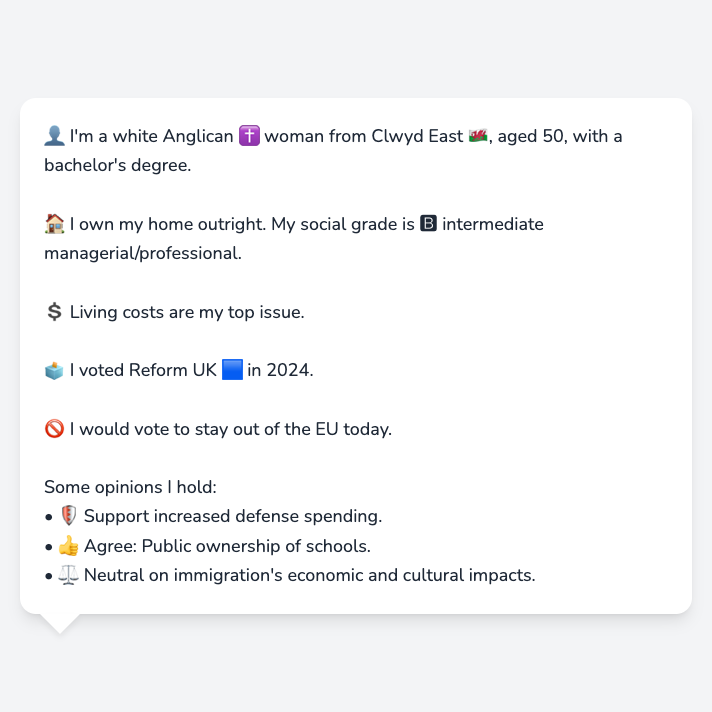 👤 I'm a white Anglican ✝️ woman from Clwyd East 🏴󠁧󠁢󠁷󠁬󠁳󠁿, aged 50, with a
bachelor's degree.
🏠 I own my home outright. My social grade is 🅱 intermediate
managerial/professional.
💲 Living costs are my top issue.
🗳️ I voted Reform UK 🟦 in 2024.
🚫 I would vote to stay out of the EU today.
Some opinions I hold:
• 🛡️ Support increased defense spending.
• 👍 Agree: Public ownership of schools.
• ⚖️ Neutral on immigration's economic and cultural impacts.